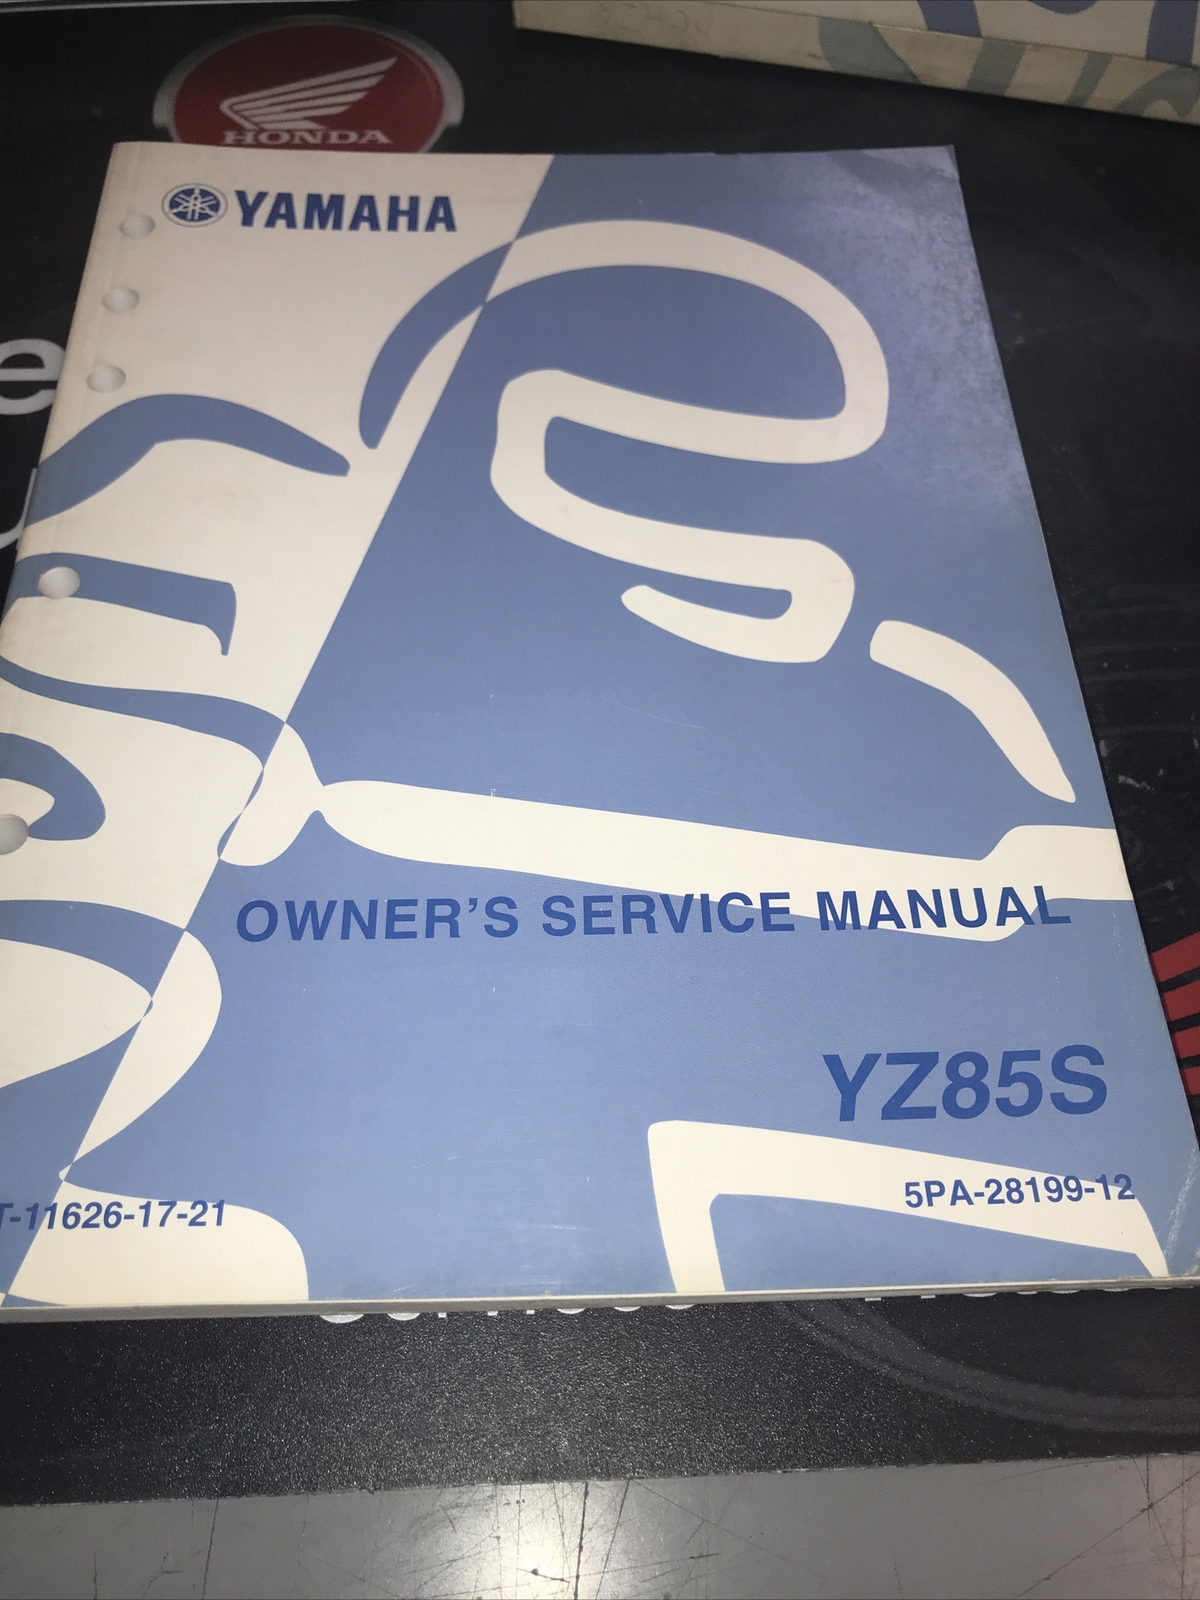 HONDA
YAMAHA
OWNER'S SERVICE MANUAL
YZ85S
5PA-28199-12
T-11626-17-21